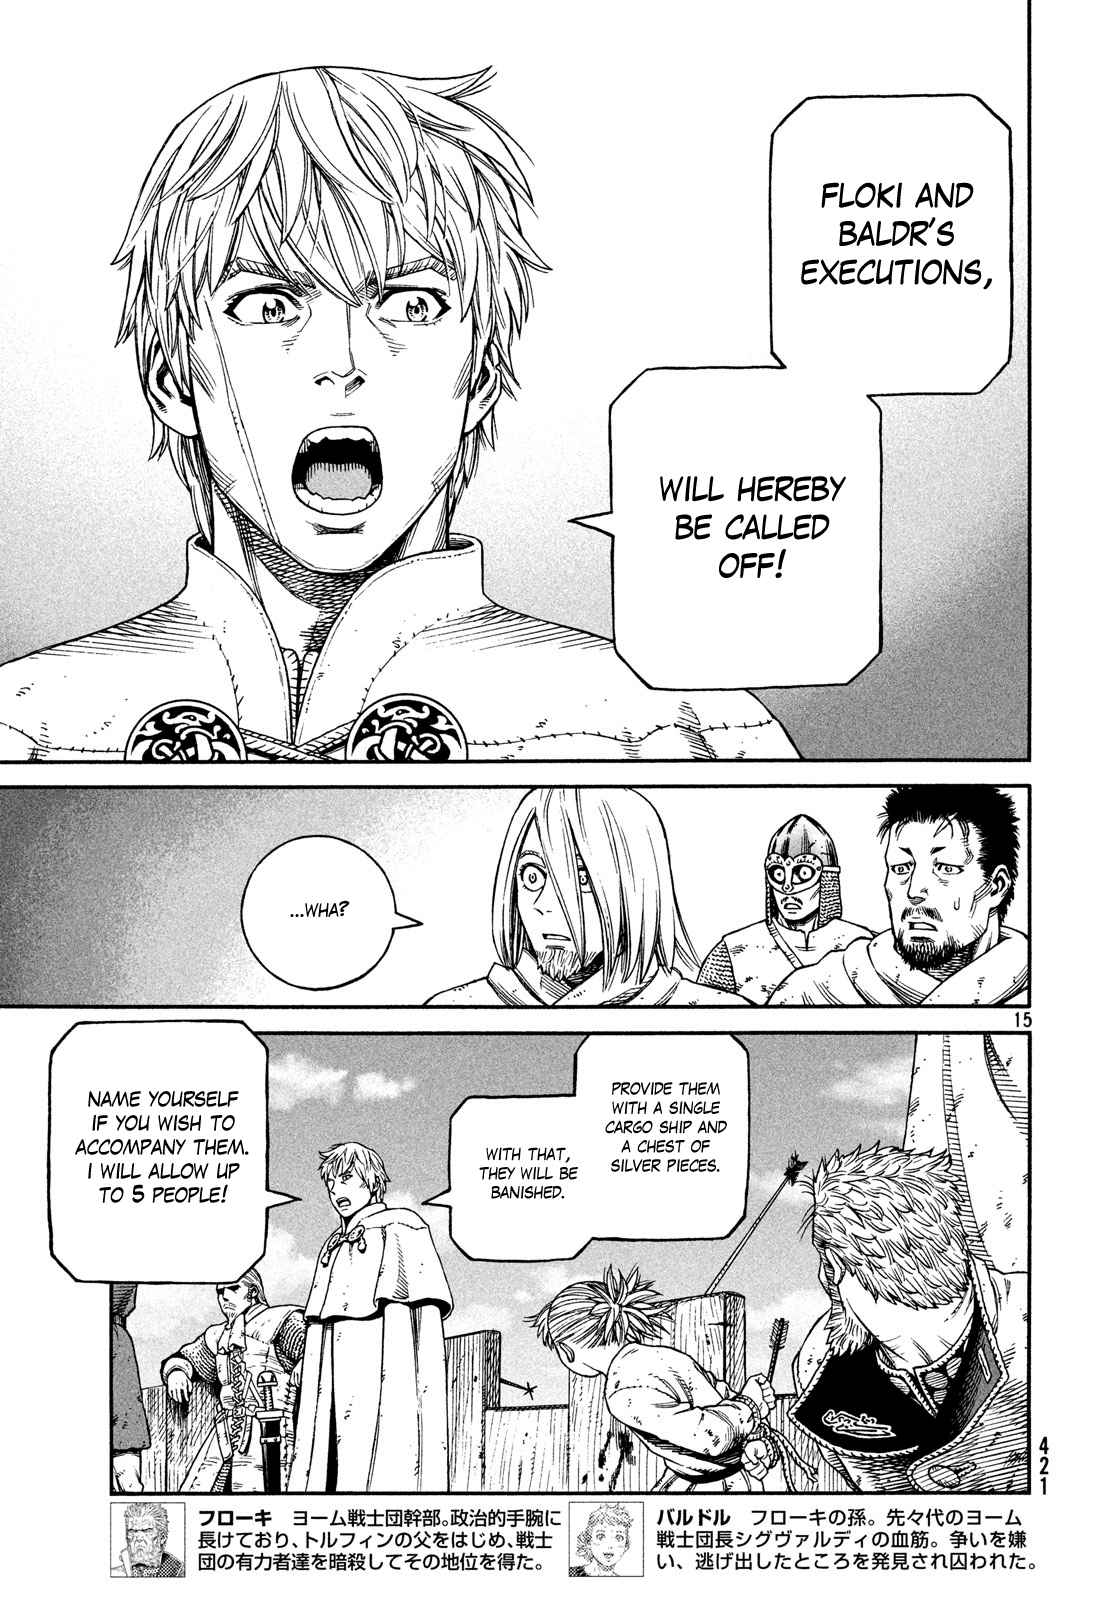 FLOKI AND
BALDR'S
EXECUTIONS,
WILL HEREBY
BE CALLED
OFF!
...WHA?
15
PROVIDE THEM
WITH A SINGLE
CARGO SHIP AND
A CHEST OF
SILVER PIECES.
WITH THAT,
THEY WILL BE
BANISHED.
NAME YOURSELF
IF YOU WISH TO
ACCOMPANY THEM.
I WILL ALLOW UP
TO 5 PEOPLE!
421
フローキ　ヨーム戦士団幹部。政治的手腕に
長けており、トルフィンの父をはじめ、戦士
団の有力者達を暗殺してその地位を得た。
バルドル　フローキの孫。先々代のヨーム
戦士団長シグヴァルディの血筋。争いを嫌
い、逃げ出したところを発見され囚われた。